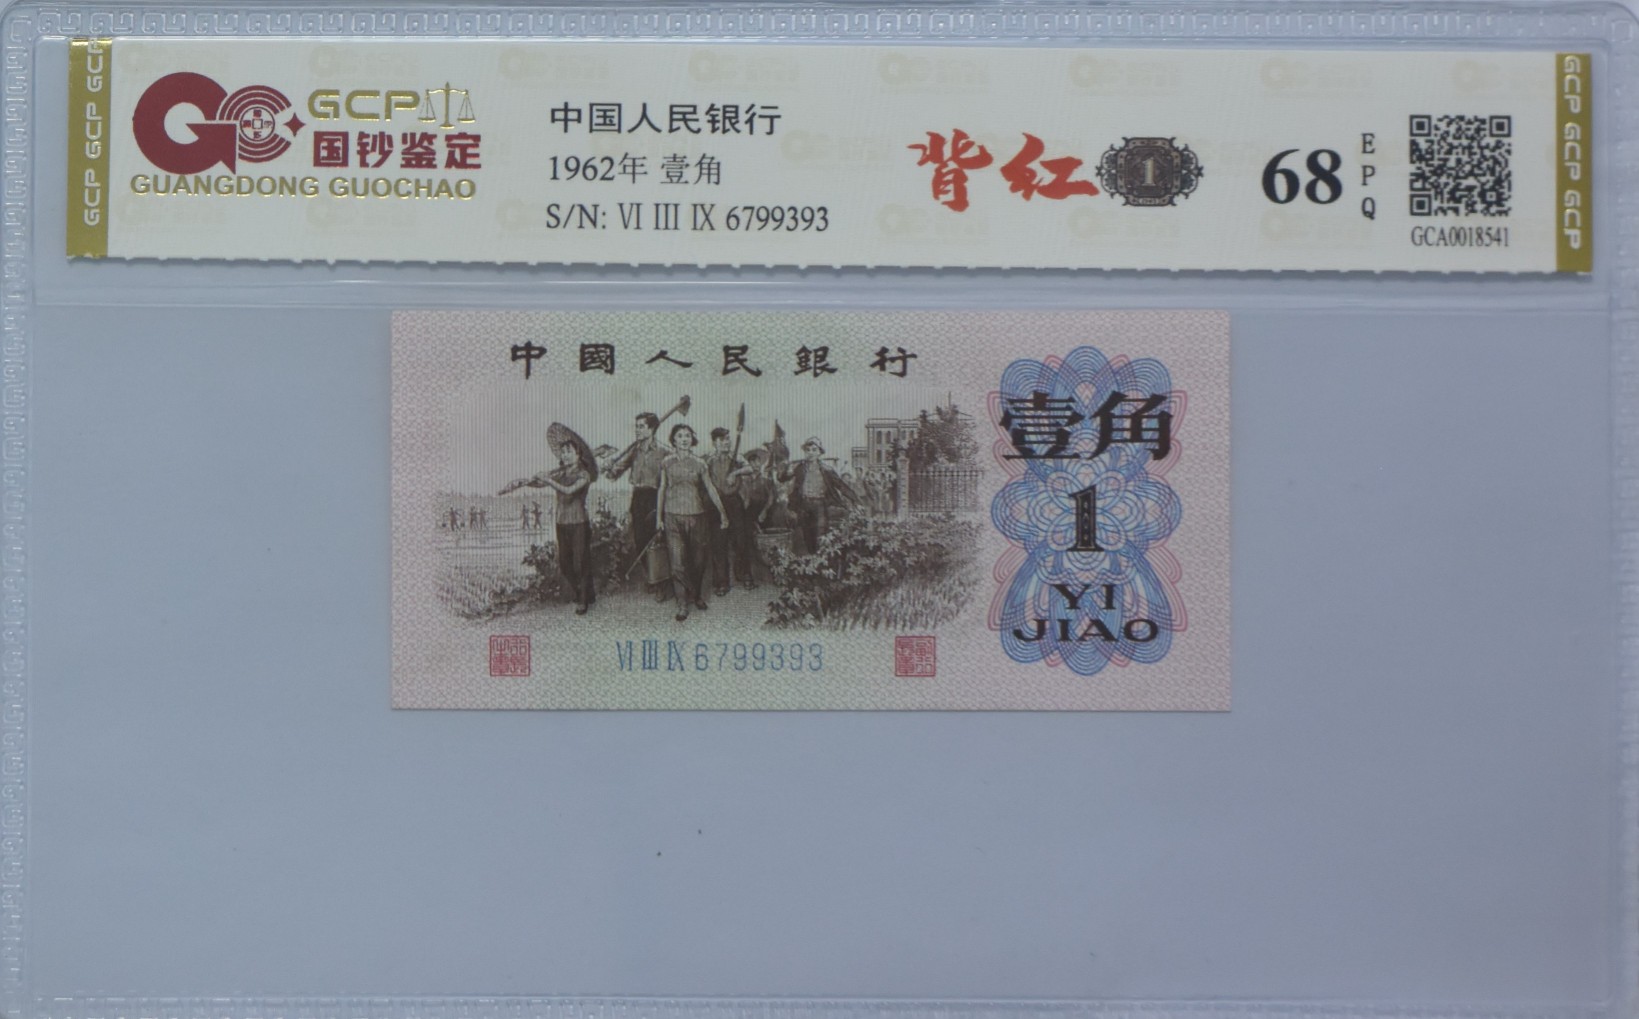 GCP GCP GCP
GCP
国钞鉴定
GUANGDONG GUOCHAO
中国人民银行
1962年 壹角
S/N: Ⅵ Ⅲ Ⅸ 6799393
背红
1
68
EPQ
GCA0018541
GCP GCP GCP
中國人民銀行
壹角
1
YI
JIAO
Ⅵ Ⅲ Ⅸ 6799393